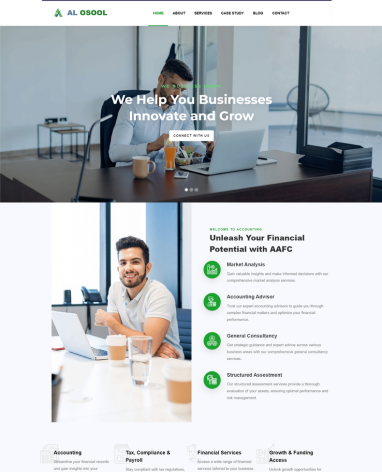 AL OSOOL
HOME ABOUT SERVICES CASE STUDY BLOG CONTACT
We Help You Businesses
Innovate and Grow
CONNECT WITH US
WELCOME TO ACCOUNTING
Unleash Your Financial
Potential with AAFC
Market Analysis
Gain valuable insights and make informed decisions with our
comprehensive market analysis services.
Accounting Advisor
Trust our expert accounting advisors to guide you through
complex financial matters and optimize your financial
performance.
General Consultancy
Our strategic guidance and expert advice across various
business areas with our comprehensive general consultancy
services.
Structured Assestment
Our structured assessment services provide a thorough
evaluation of your assets, ensuring optimal performance and
risk management.
Accounting
Streamline your financial records
and gain insights into your
Tax, Compliance &
Payroll
Stay compliant with tax regulations,
Financial Services
Access a wide range of financial
services tailored to your business.
Growth & Funding
Access
Unlock growth opportunities for